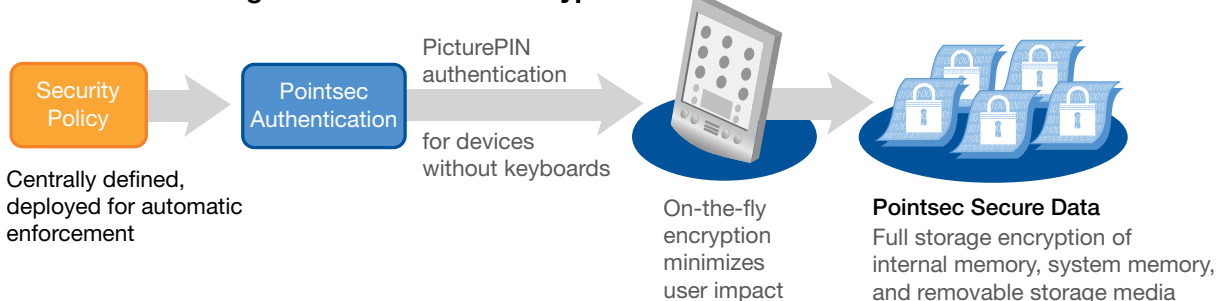 Security
Policy
Centrally defined,
deployed for automatic
enforcement
Pointsec
Authentication
PicturePIN
authentication
for devices
without keyboards
On-the-fly
encryption
minimizes
user impact
Pointsec Secure Data
Full storage encryption of
internal memory, system memory,
and removable storage media